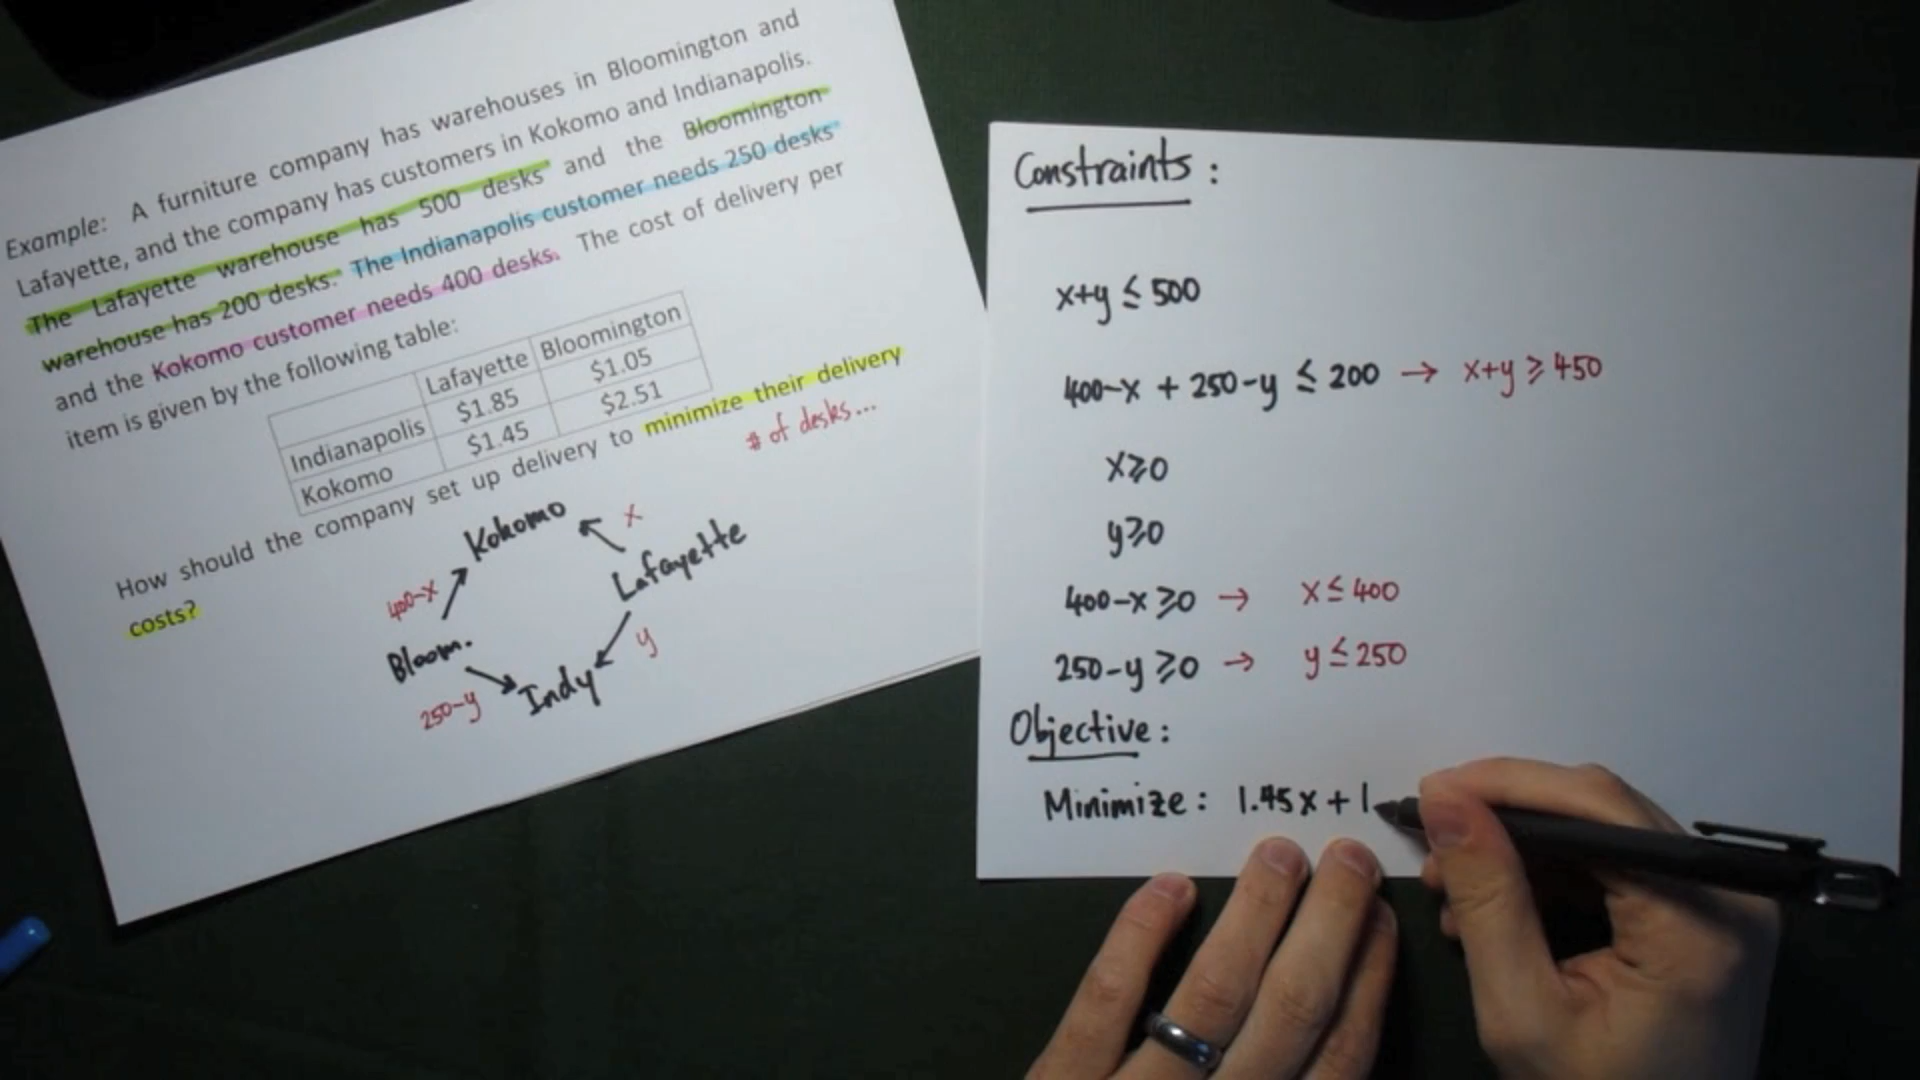 Example: A furniture company has warehouses in Bloomington and
Lafayette, and the company has customers in Kokomo and Indianapolis.
The Lafayette warehouse has 500 desks and the Bloomington
warehouse has 200 desks. The Indianapolis customer needs 250 desks
and the Kokomo customer needs 400 desks. The cost of delivery per
item is given by the following table:
Lafayette Bloomington
Indianapolis $1.85 $1.05
Kokomo $1.45 $2.51
How should the company set up delivery to minimize their delivery
costs?
# of desks...
Kokomo
x
Lafayette
400-x
Bloom.
y
250-y
Indy
Constraints:
x+y ≤ 500
400-x + 250-y ≤ 200 → x+y ≥ 450
x≥0
y≥0
400-x ≥0 → x ≤ 400
250-y ≥0 → y ≤ 250
Objective:
Minimize: 1.45x + 1.